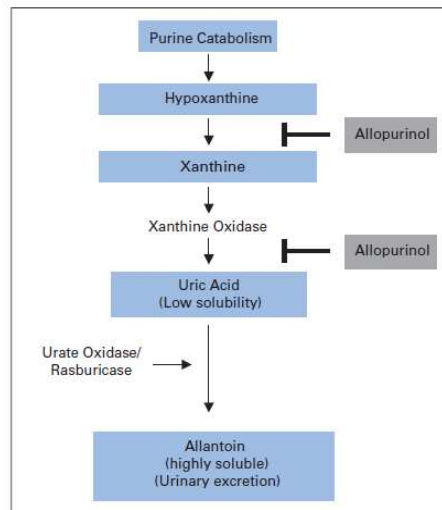 Purine Catabolism
Hypoxanthine
Allopurinol
Xanthine
Xanthine Oxidase
Allopurinol
Uric Acid
(Low solubility)
Urate Oxidase/
Rasburicase
Allantoin
(highly soluble)
(Urinary excretion)